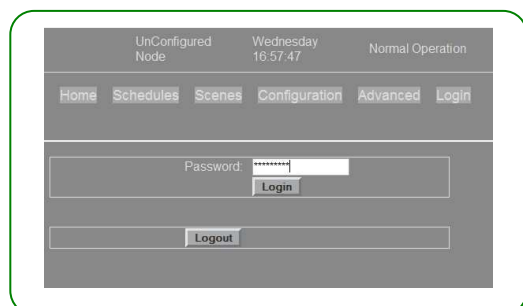 UnConfigured Wednesday Normal Operation
Node 16:57:47
Home Schedules Scenes Configuration Advanced Login
Password: *********
Login
Logout